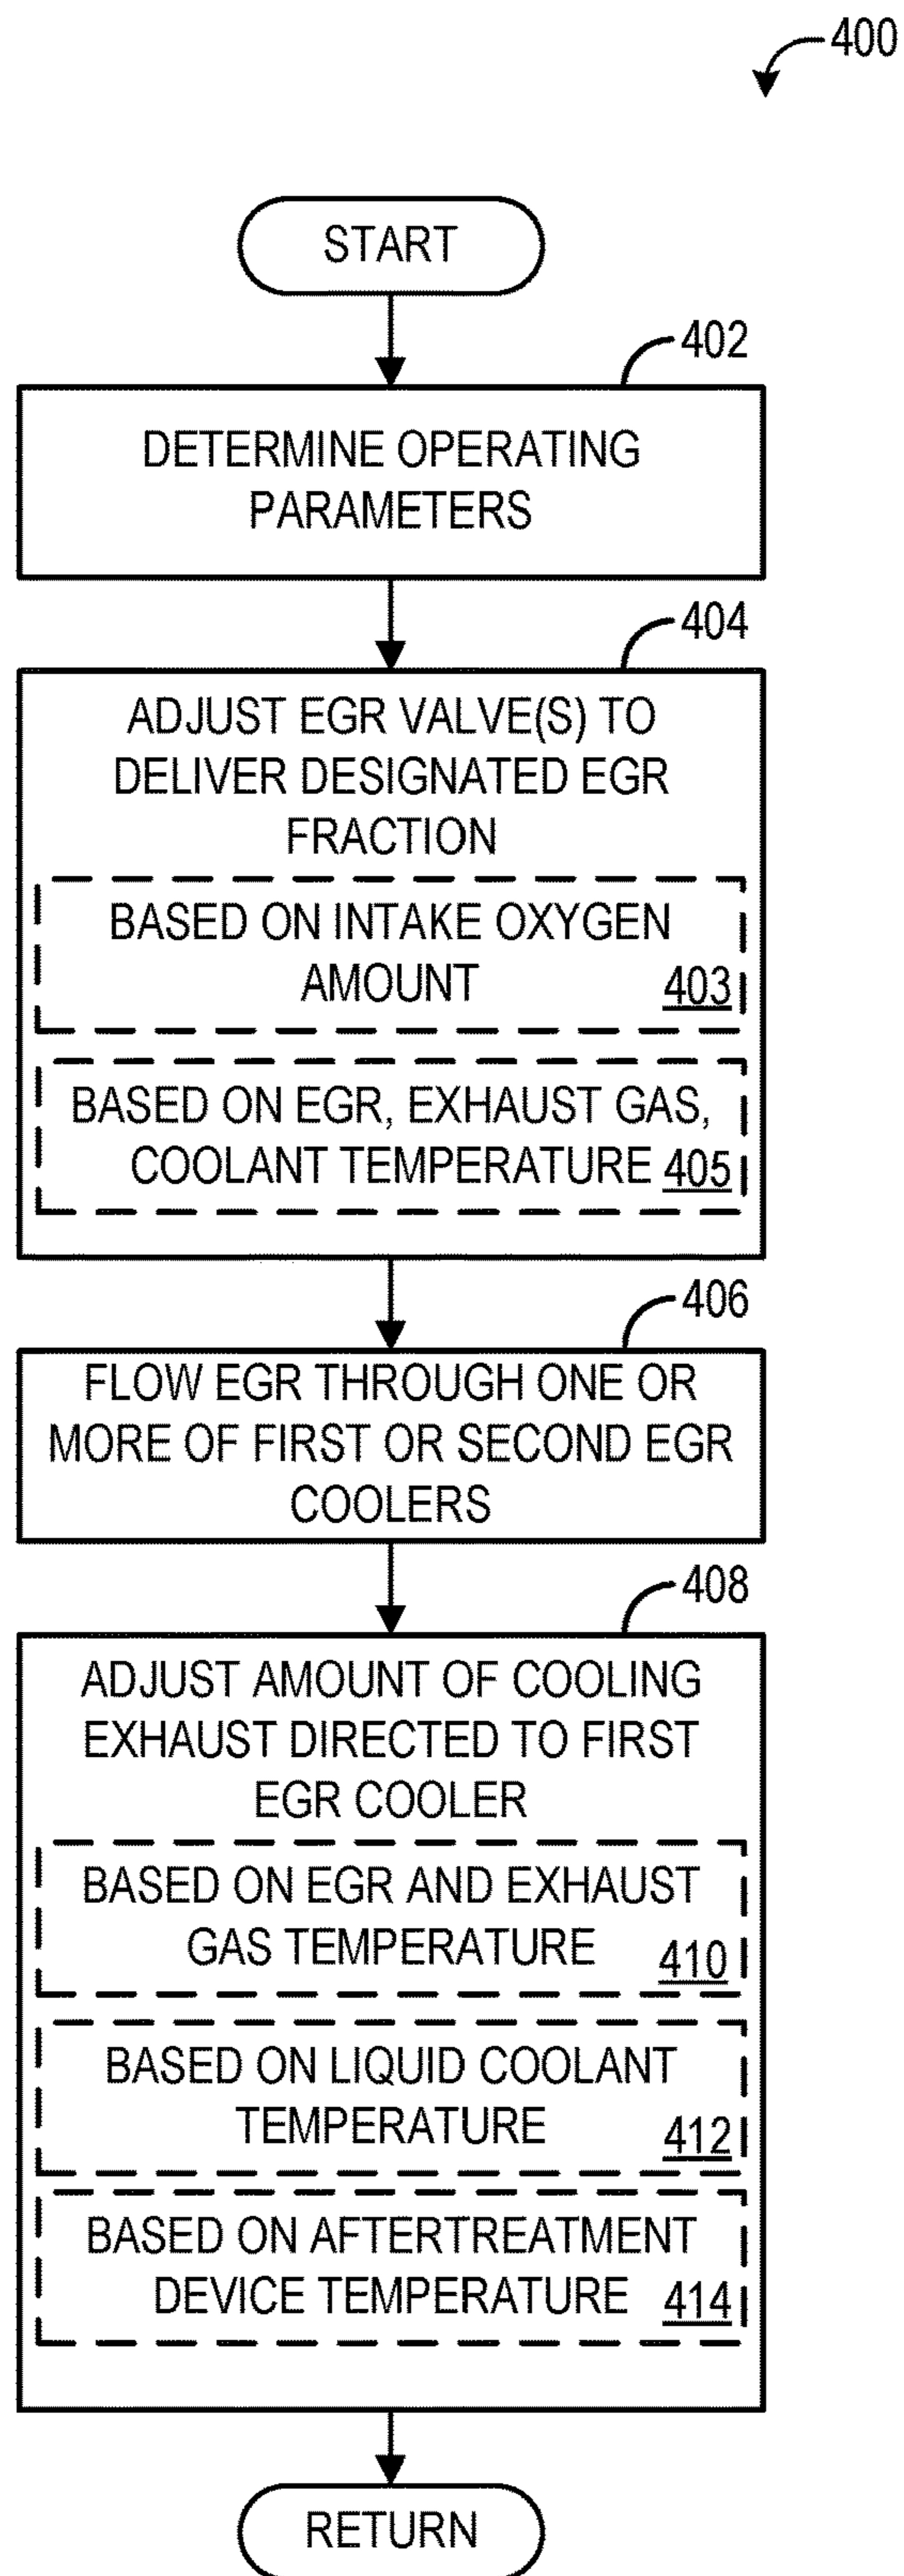 400
START
402
DETERMINE OPERATING
PARAMETERS
404
ADJUST EGR VALVE(S) TO
DELIVER DESIGNATED EGR
FRACTION
BASED ON INTAKE OXYGEN
AMOUNT 403
BASED ON EGR, EXHAUST GAS,
COOLANT TEMPERATURE 405
406
FLOW EGR THROUGH ONE OR
MORE OF FIRST OR SECOND EGR
COOLERS
408
ADJUST AMOUNT OF COOLING
EXHAUST DIRECTED TO FIRST
EGR COOLER
BASED ON EGR AND EXHAUST
GAS TEMPERATURE 410
BASED ON LIQUID COOLANT
TEMPERATURE 412
BASED ON AFTERTREATMENT
DEVICE TEMPERATURE 414
RETURN